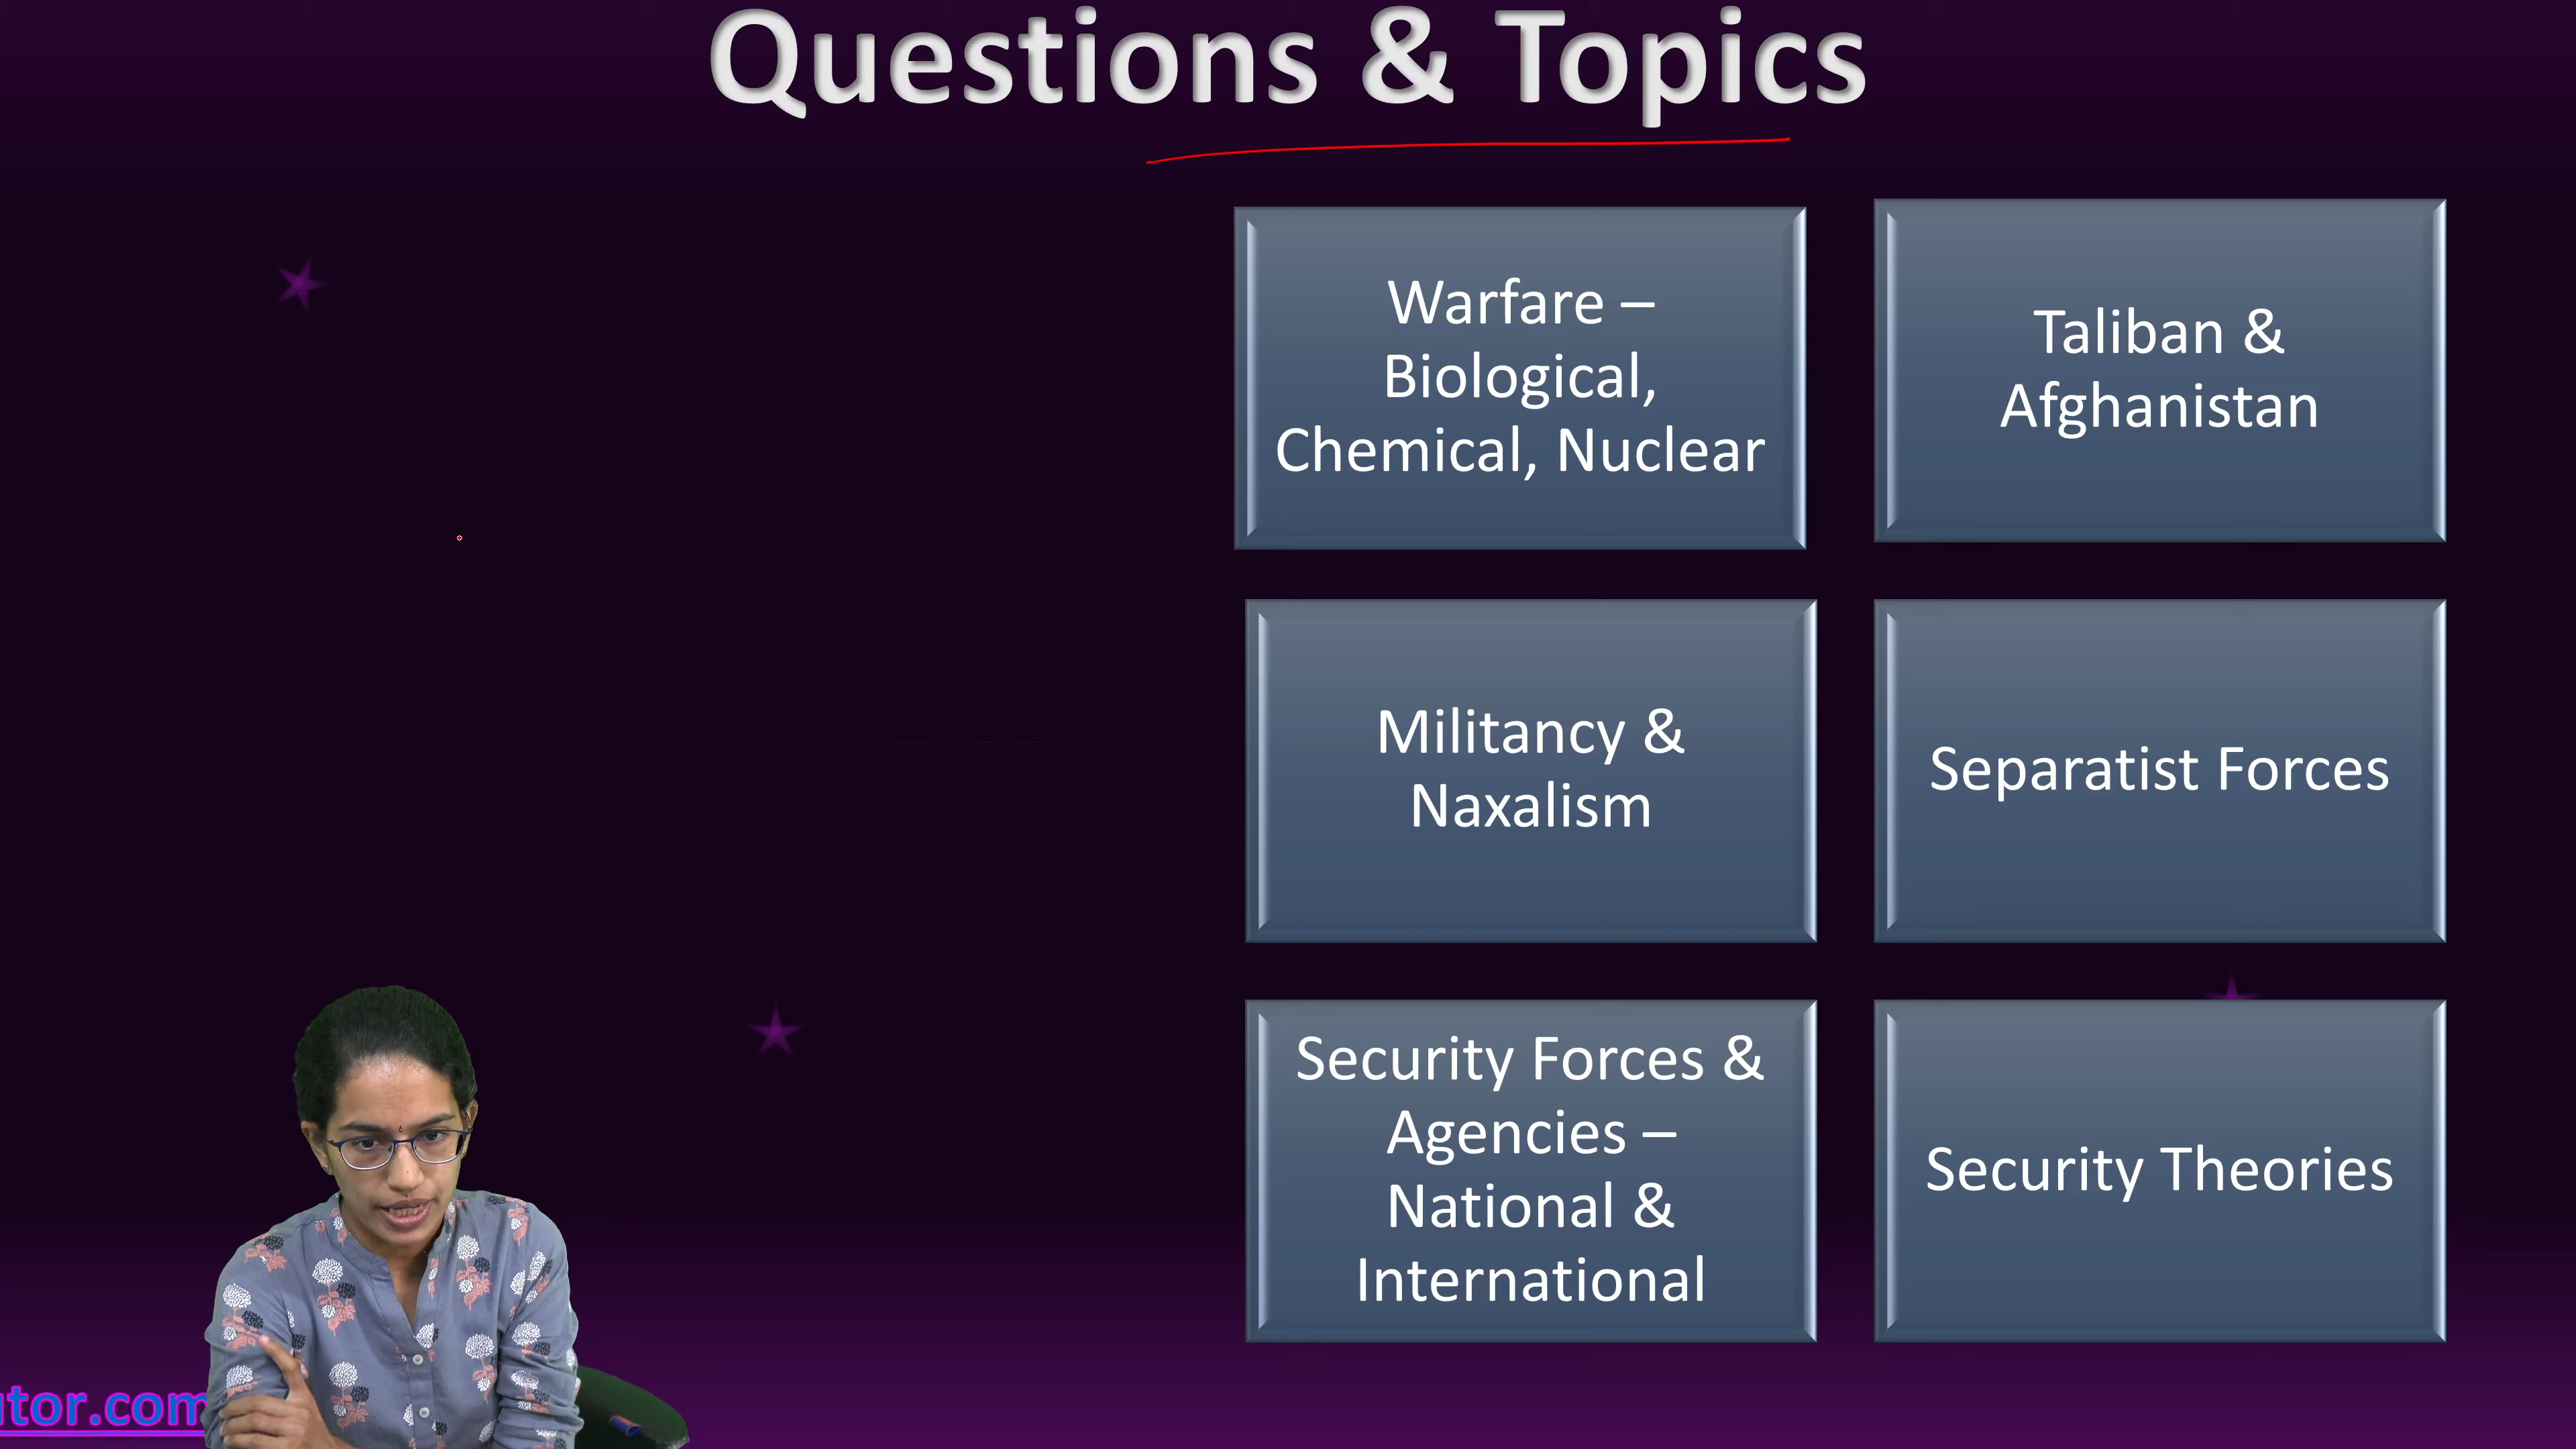 Questions & Topics
Warfare –
Biological,
Chemical, Nuclear
Taliban &
Afghanistan
Militancy &
Naxalism
Separatist Forces
Security Forces &
Agencies –
National &
International
Security Theories
tor.com